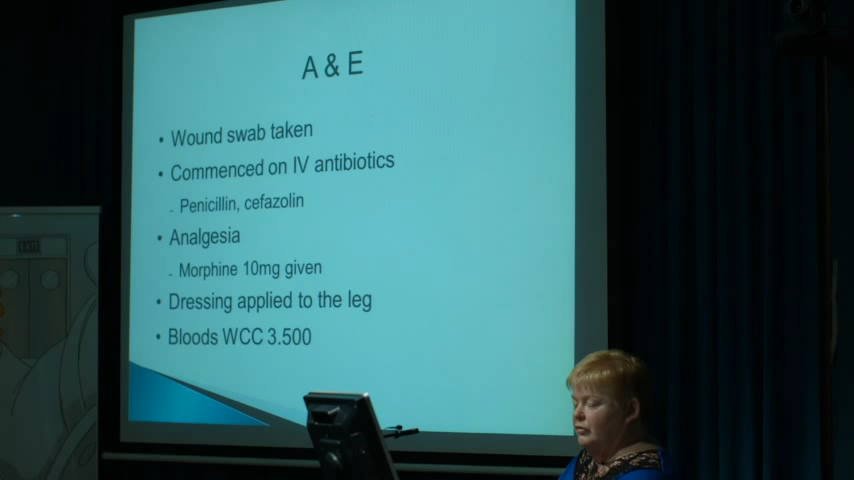 A & E
• Wound swab taken
• Commenced on IV antibiotics
- Penicillin, cefazolin
• Analgesia
- Morphine 10mg given
• Dressing applied to the leg
• Bloods WCC 3.500
EXIT